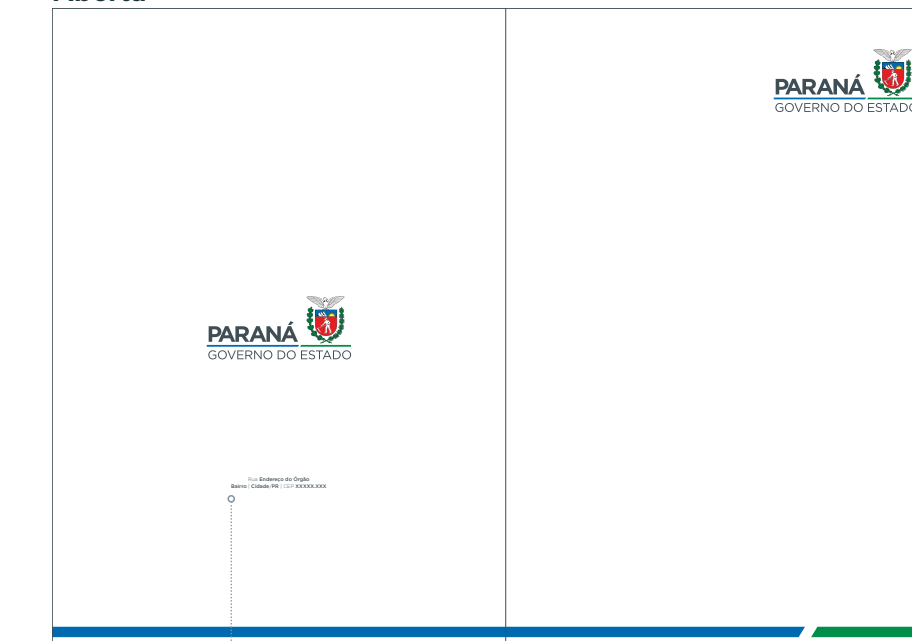 PARANÁ
GOVERNO DO ESTADO
PARANÁ
GOVERNO DO ESTADO
Rua Endereço do Órgão
Bairro | Cidade/PR | CEP XXXXX.XXX